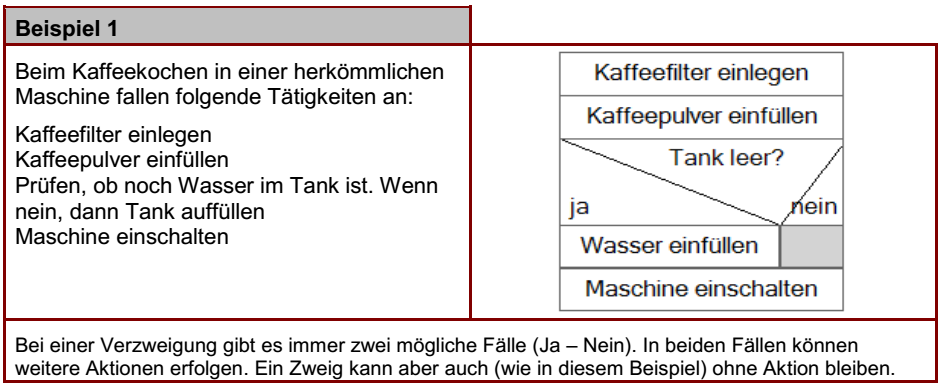 Beispiel 1
Beim Kaffeekochen in einer herkömmlichen
Maschine fallen folgende Tätigkeiten an:
Kaffeefilter einlegen
Kaffeepulver einfüllen
Prüfen, ob noch Wasser im Tank ist. Wenn
nein, dann Tank auffüllen
Maschine einschalten
Kaffeefilter einlegen
Kaffeepulver einfüllen
Tank leer?
ja
nein
Wasser einfüllen
Maschine einschalten
Bei einer Verzweigung gibt es immer zwei mögliche Fälle (Ja – Nein). In beiden Fällen können
weitere Aktionen erfolgen. Ein Zweig kann aber auch (wie in diesem Beispiel) ohne Aktion bleiben.